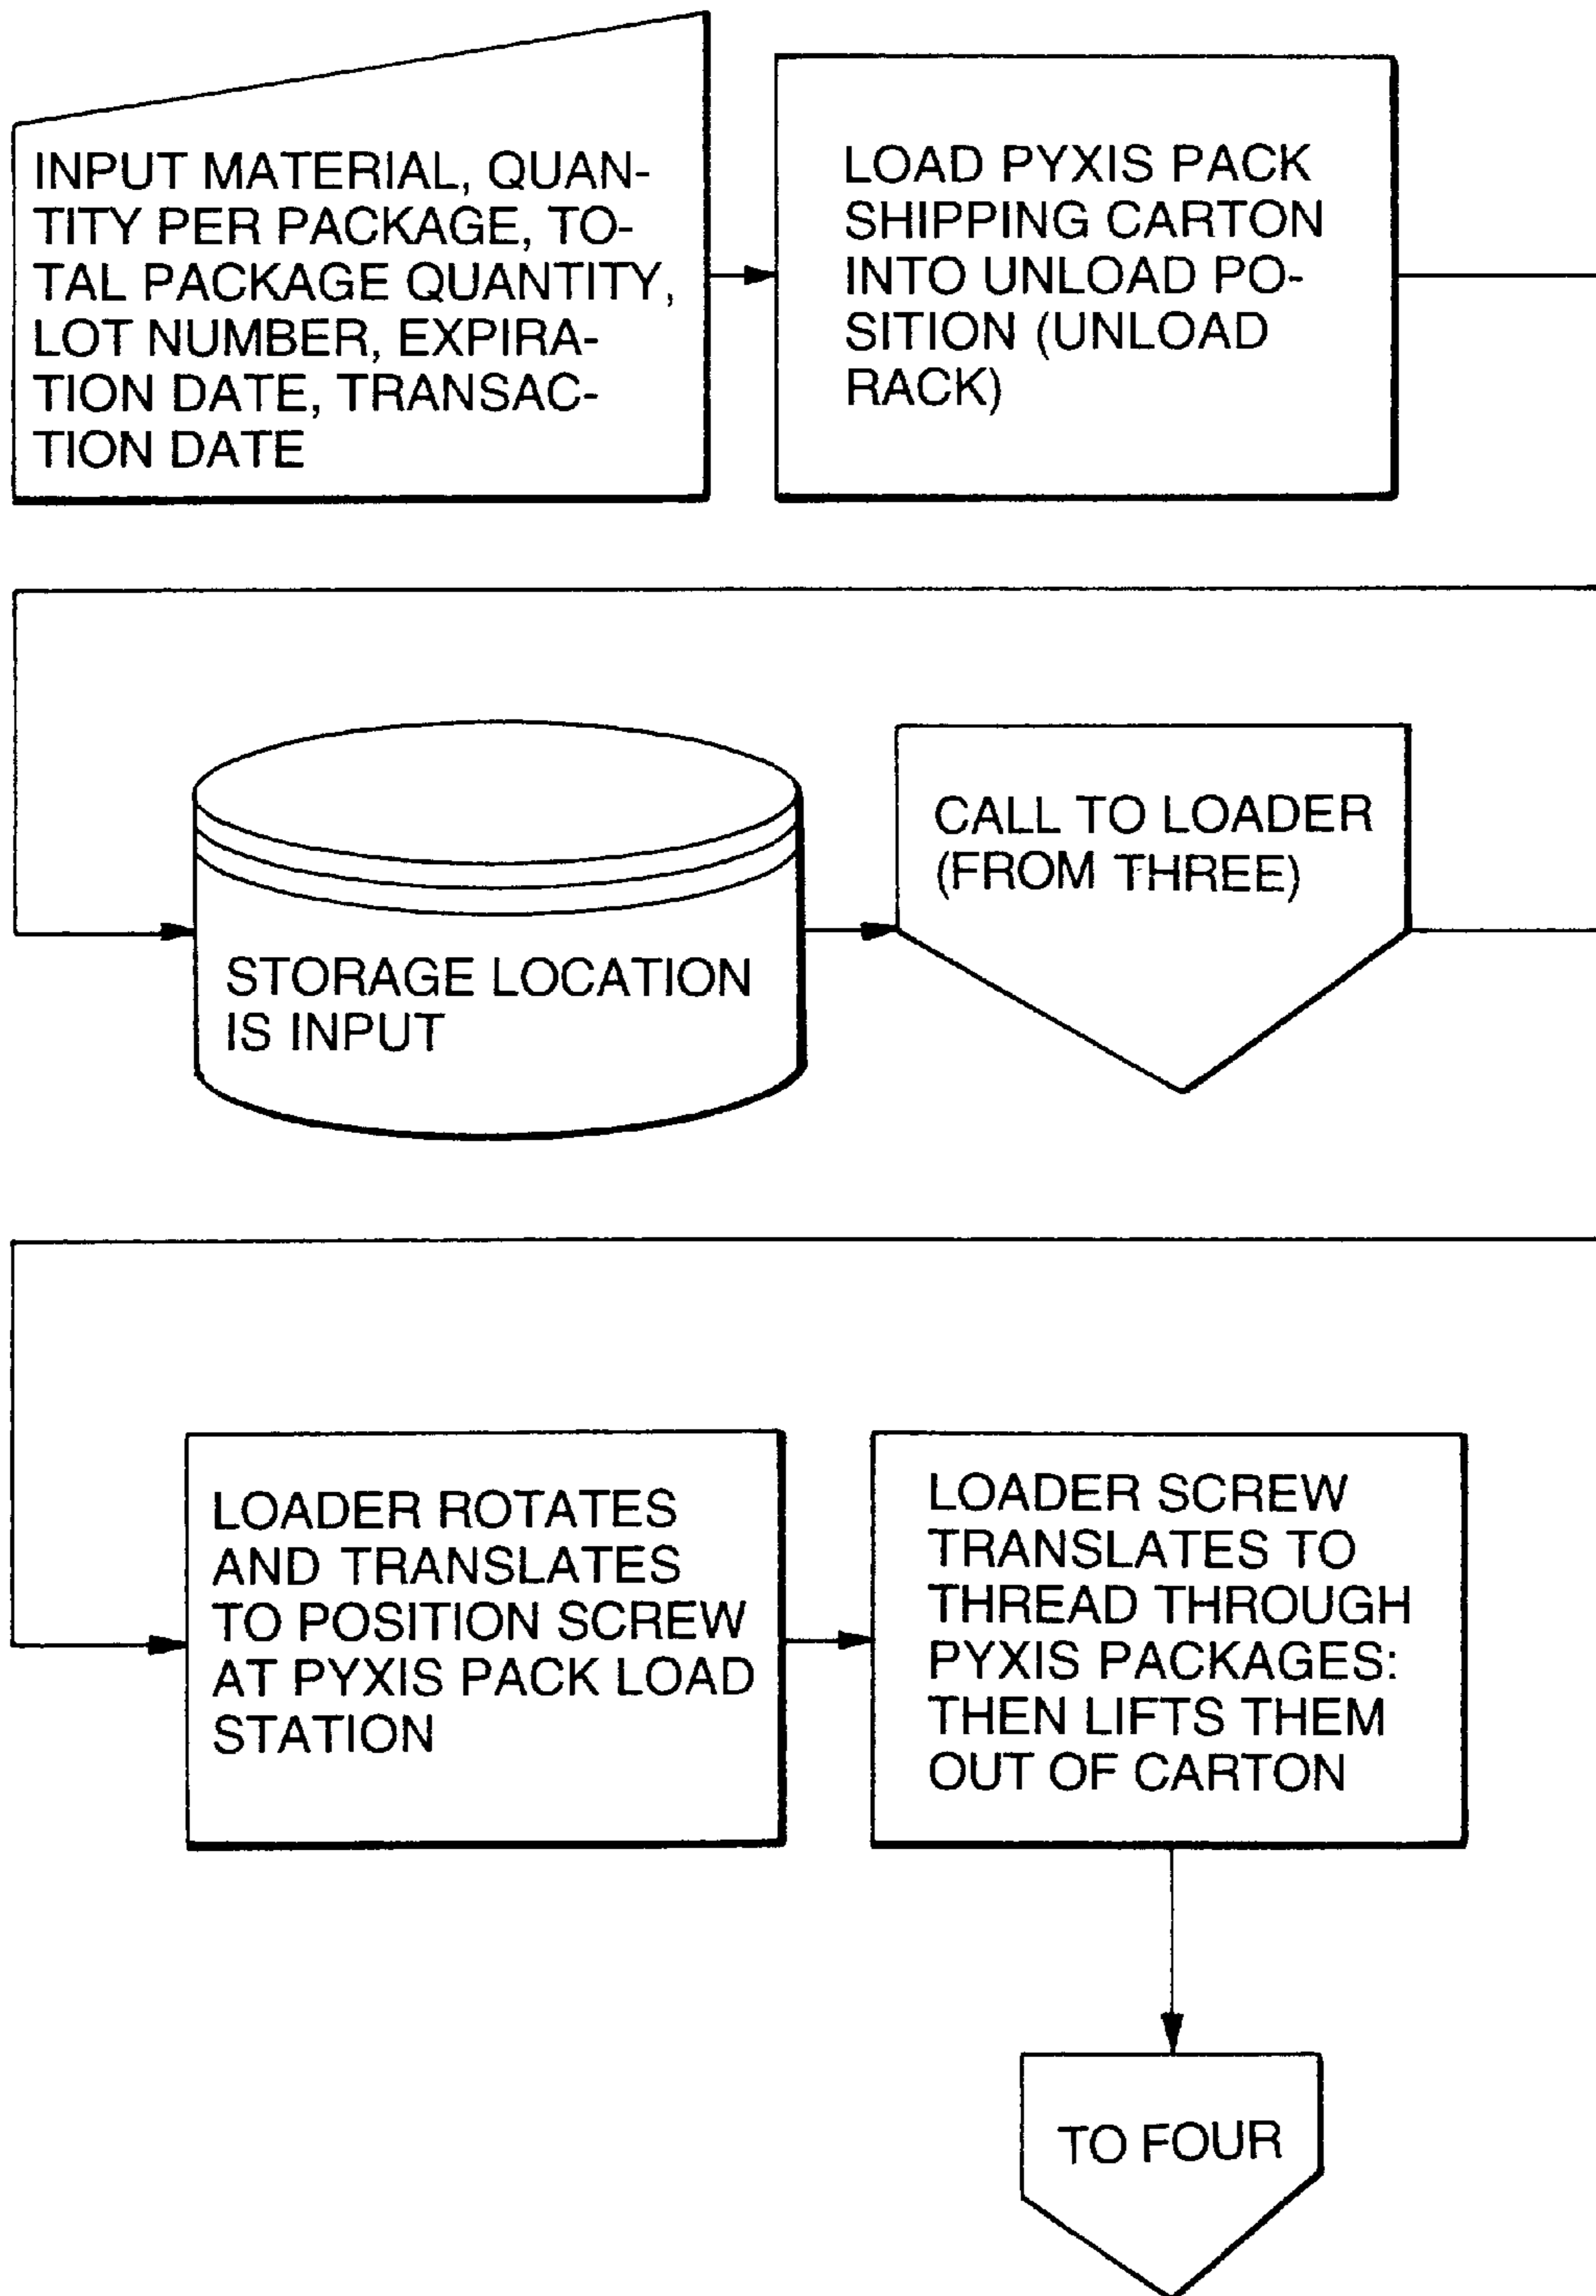 INPUT MATERIAL, QUAN-
TITY PER PACKAGE, TO-
TAL PACKAGE QUANTITY,
LOT NUMBER, EXPIRA-
TION DATE, TRANSAC-
TION DATE
LOAD PYXIS PACK
SHIPPING CARTON
INTO UNLOAD PO-
SITION (UNLOAD
RACK)
STORAGE LOCATION
IS INPUT
CALL TO LOADER
(FROM THREE)
LOADER ROTATES
AND TRANSLATES
TO POSITION SCREW
AT PYXIS PACK LOAD
STATION
LOADER SCREW
TRANSLATES TO
THREAD THROUGH
PYXIS PACKAGES:
THEN LIFTS THEM
OUT OF CARTON
TO FOUR